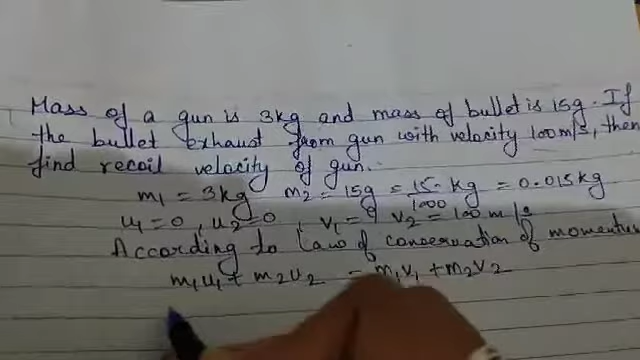 Mass of a gun is 3kg and mass of bullet is 15g. If
the bullet exhaust from gun with velocity 100m/s, then
find recoil velocity of gun.
m₁ = 3kg m₂ = 15g = 15/1000 kg = 0.015kg
u₁ = 0, u₂ = 0, v₁ = ? v₂ = 100 m/s
According to law of conservation of momentum
m₁u₁ + m₂u₂ = m₁v₁ + m₂v₂